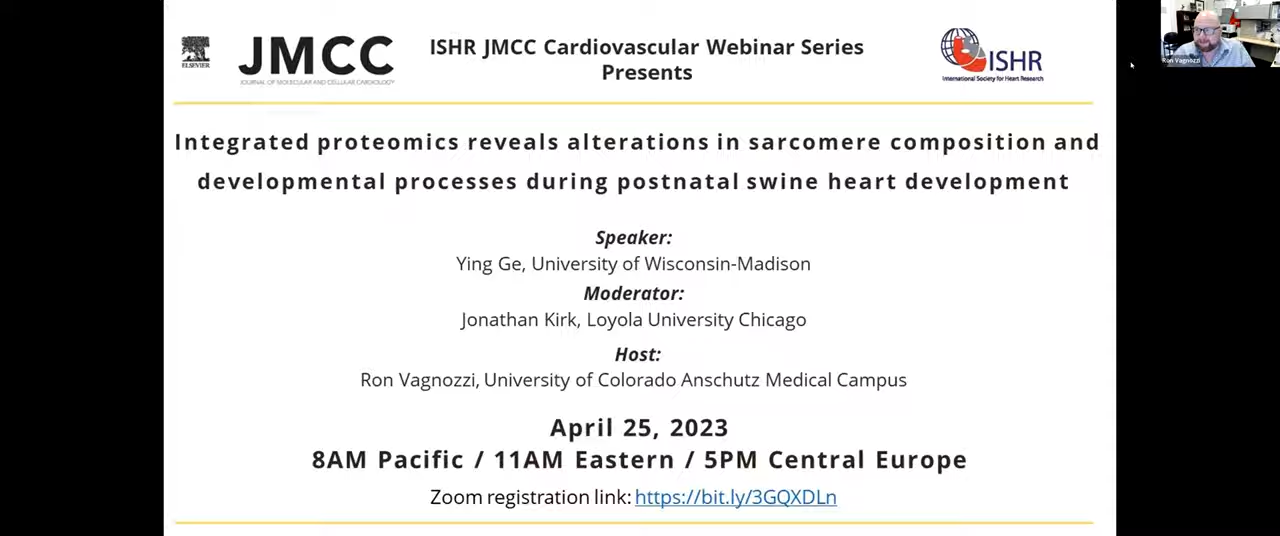 ISHR JMCC Cardiovascular Webinar Series
Presents
ELSEVIER
JMCC
JOURNAL OF MOLECULAR AND CELLULAR CARDIOLOGY
ISHR
International Society for Heart Research
Ron Vagnozzi
Integrated proteomics reveals alterations in sarcomere composition and
developmental processes during postnatal swine heart development
Speaker:
Ying Ge, University of Wisconsin-Madison
Moderator:
Jonathan Kirk, Loyola University Chicago
Host:
Ron Vagnozzi, University of Colorado Anschutz Medical Campus
April 25, 2023
8AM Pacific / 11AM Eastern / 5PM Central Europe
Zoom registration link: https://bit.ly/3GQXDLn